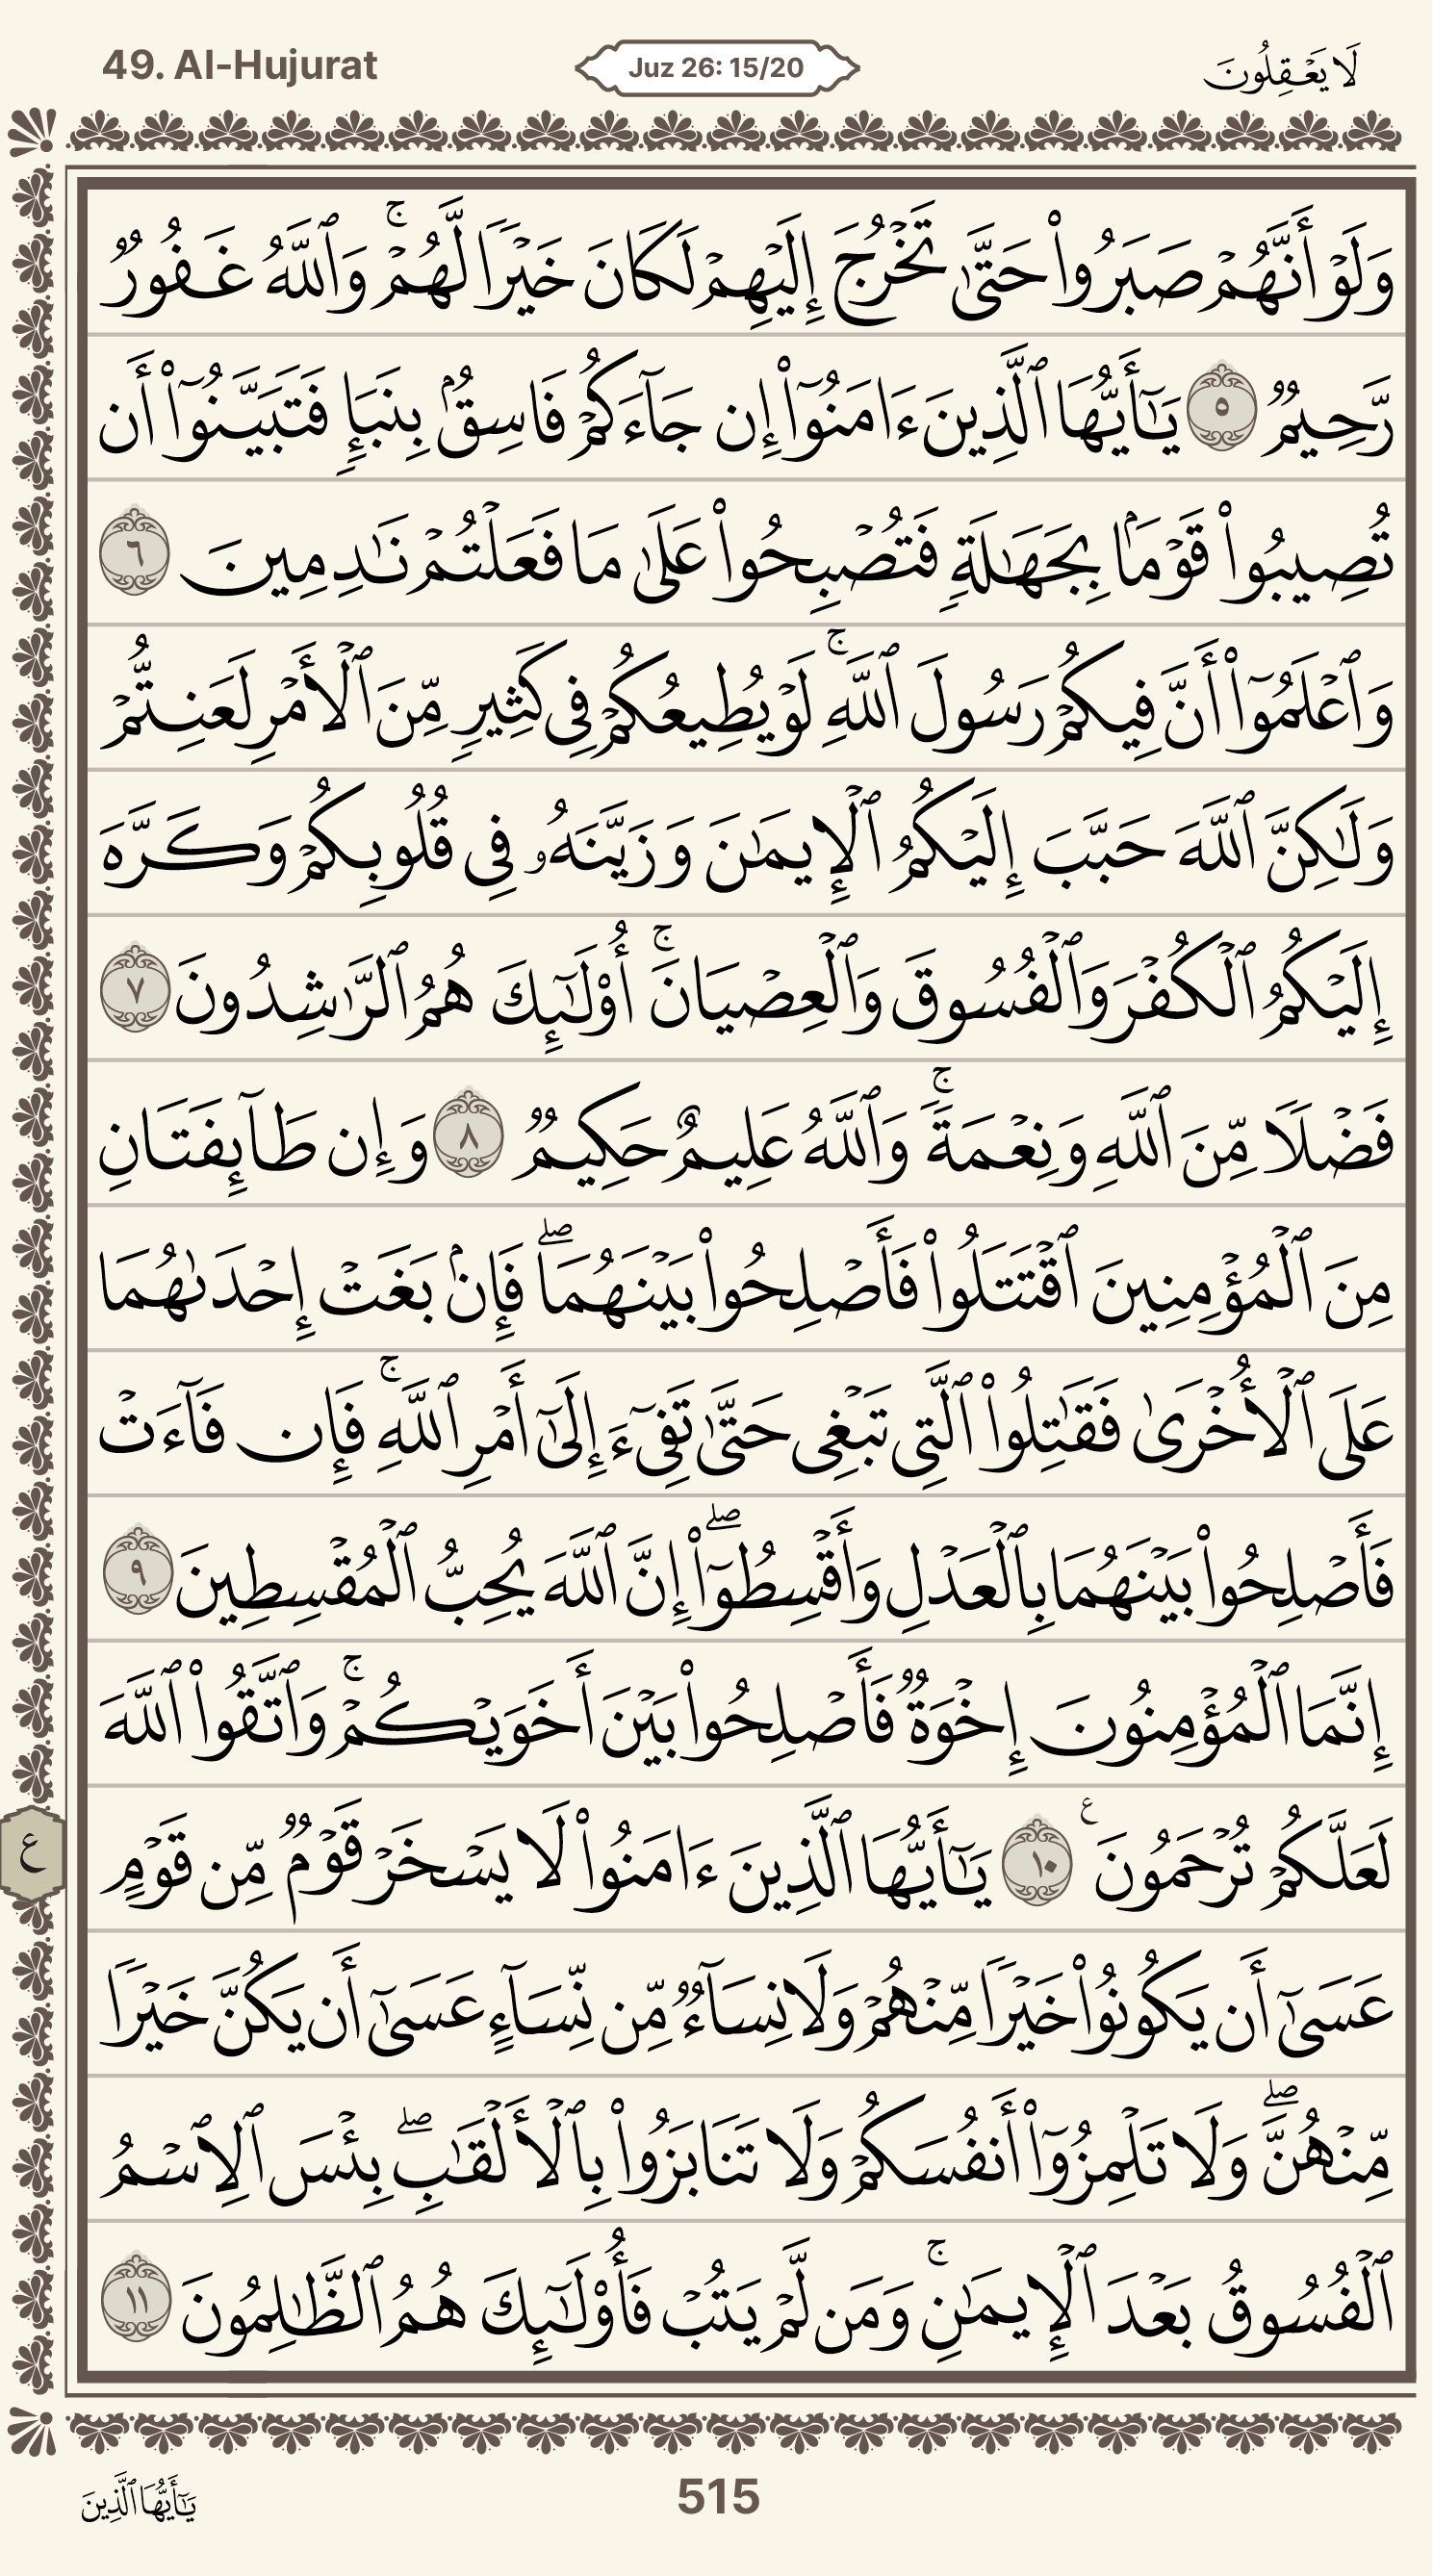 49. Al-Hujurat
Juz 26: 15/20
لَا يَعۡقِلُونَ
وَلَوۡ أَنَّهُمۡ صَبَرُواْ حَتَّىٰ تَخۡرُجَ إِلَيۡهِمۡ لَكَانَ خَيۡرٗا لَّهُمۡۚ وَٱللَّهُ غَفُورٞ
رَّحِيمٞ ٥ يَـٰٓأَيُّهَا ٱلَّذِينَ ءَامَنُوٓاْ إِن جَآءَكُمۡ فَاسِقُۢ بِنَبَإٖ فَتَبَيَّنُوٓاْ أَن
تُصِيبُواْ قَوۡمَۢا بِجَهَٰلَةٖ فَتُصۡبِحُواْ عَلَىٰ مَا فَعَلۡتُمۡ نَٰدِمِينَ ٦
وَٱعۡلَمُوٓاْ أَنَّ فِيكُمۡ رَسُولَ ٱللَّهِۚ لَوۡ يُطِيعُكُمۡ فِي كَثِيرٖ مِّنَ ٱلۡأَمۡرِ لَعَنِتُّمۡ
وَلَٰكِنَّ ٱللَّهَ حَبَّبَ إِلَيۡكُمُ ٱلۡإِيمَٰنَ وَزَيَّنَهُۥ فِي قُلُوبِكُمۡ وَكَرَّهَ
إِلَيۡكُمُ ٱلۡكُفۡرَ وَٱلۡفُسُوقَ وَٱلۡعِصۡيَانَۚ أُوْلَـٰٓئِكَ هُمُ ٱلرَّٰشِدُونَ ٧
فَضۡلٗا مِّنَ ٱللَّهِ وَنِعۡمَةٗۚ وَٱللَّهُ عَلِيمٌ حَكِيمٞ ٨ وَإِن طَآئِفَتَانِ
مِنَ ٱلۡمُؤۡمِنِينَ ٱقۡتَتَلُواْ فَأَصۡلِحُواْ بَيۡنَهُمَاۖ فَإِنۢ بَغَتۡ إِحۡدَىٰهُمَا
عَلَى ٱلۡأُخۡرَىٰ فَقَٰتِلُواْ ٱلَّتِي تَبۡغِي حَتَّىٰ تَفِيٓءَ إِلَىٰٓ أَمۡرِ ٱللَّهِۚ فَإِن فَآءَتۡ
فَأَصۡلِحُواْ بَيۡنَهُمَا بِٱلۡعَدۡلِ وَأَقۡسِطُوٓاْۖ إِنَّ ٱللَّهَ يُحِبُّ ٱلۡمُقۡسِطِينَ ٩
إِنَّمَا ٱلۡمُؤۡمِنُونَ إِخۡوَةٞ فَأَصۡلِحُواْ بَيۡنَ أَخَوَيۡكُمۡۚ وَٱتَّقُواْ ٱللَّهَ
لَعَلَّكُمۡ تُرۡحَمُونَ ع ١٠ يَـٰٓأَيُّهَا ٱلَّذِينَ ءَامَنُواْ لَا يَسۡخَرۡ قَوۡمٞ مِّن قَوۡمٍ
ع
عَسَىٰٓ أَن يَكُونُواْ خَيۡرٗا مِّنۡهُمۡ وَلَا نِسَآءٞ مِّن نِّسَآءٍ عَسَىٰٓ أَن يَكُنَّ خَيۡرٗا
مِّنۡهُنَّۖ وَلَا تَلۡمِزُوٓاْ أَنفُسَكُمۡ وَلَا تَنَابَزُواْ بِٱلۡأَلۡقَٰبِۖ بِئۡسَ ٱلِٱسۡمُ
ٱلۡفُسُوقُ بَعۡدَ ٱلۡإِيمَٰنِۚ وَمَن لَّمۡ يَتُبۡ فَأُوْلَـٰٓئِكَ هُمُ ٱلظَّـٰلِمُونَ ١١
515
يَـٰٓأَيُّهَا ٱلَّذِينَ